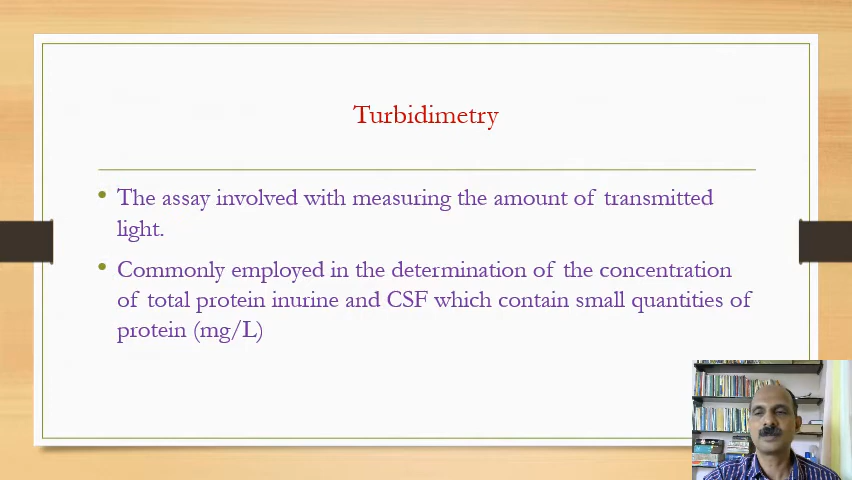 Turbidimetry
• The assay involved with measuring the amount of transmitted
light.
• Commonly employed in the determination of the concentration
of total protein inurine and CSF which contain small quantities of
protein (mg/L)